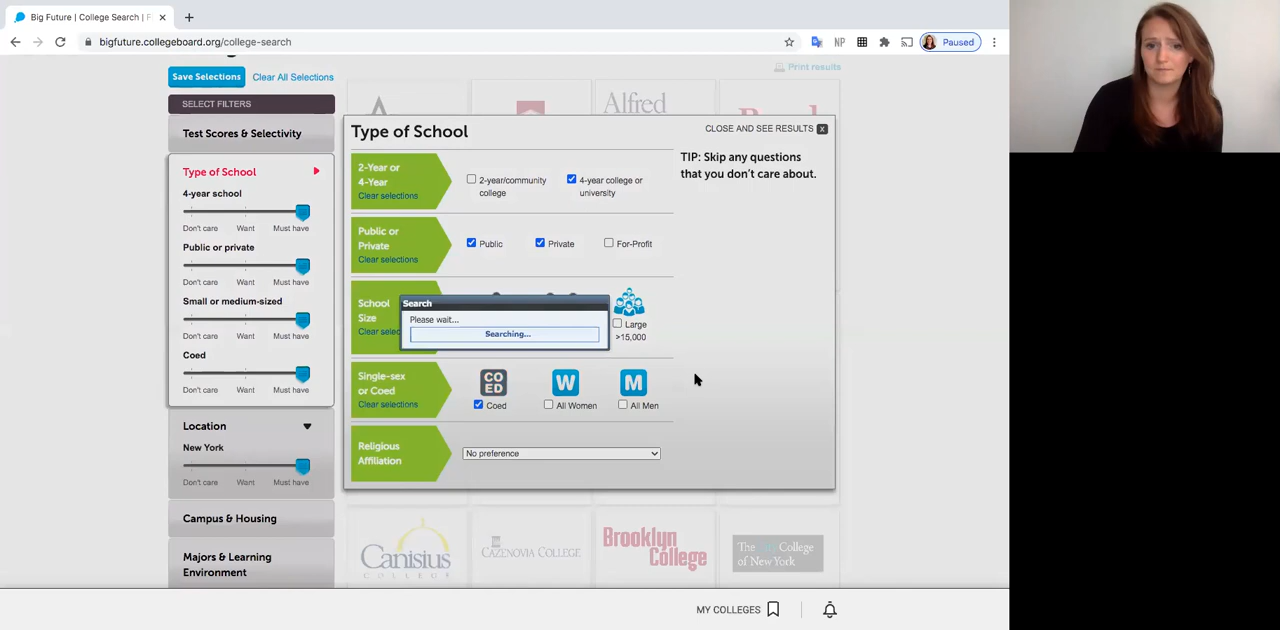 Big Future | College Search | F
bigfuture.collegeboard.org/college-search
NP
Paused
Save Selections
Clear All Selections
Print results
SELECT FILTERS
Test Scores & Selectivity
Type of School
4-year school
Don't care Want Must have
Public or private
Don't care Want Must have
Small or medium-sized
Don't care Want Must have
Coed
Don't care Want Must have
Location
New York
Don't care Want Must have
Campus & Housing
Majors & Learning
Environment
Alfred
Type of School
CLOSE AND SEE RESULTS X
TIP: Skip any questions
that you don't care about.
2-Year or
4-Year
Clear selections
2-year/community
college
4-year college or
university
Public or
Private
Clear selections
Public
Private
For-Profit
School
Size
Clear selec
Large
>15,000
Search
Please wait...
Searching...
Single-sex
or Coed
Clear selections
CO
ED
Coed
W
All Women
M
All Men
Religious
Affiliation
No preference
Canisius
COLLEGE
CAZENOVIA COLLEGE
Brooklyn
College
The City College
of New York
MY COLLEGES